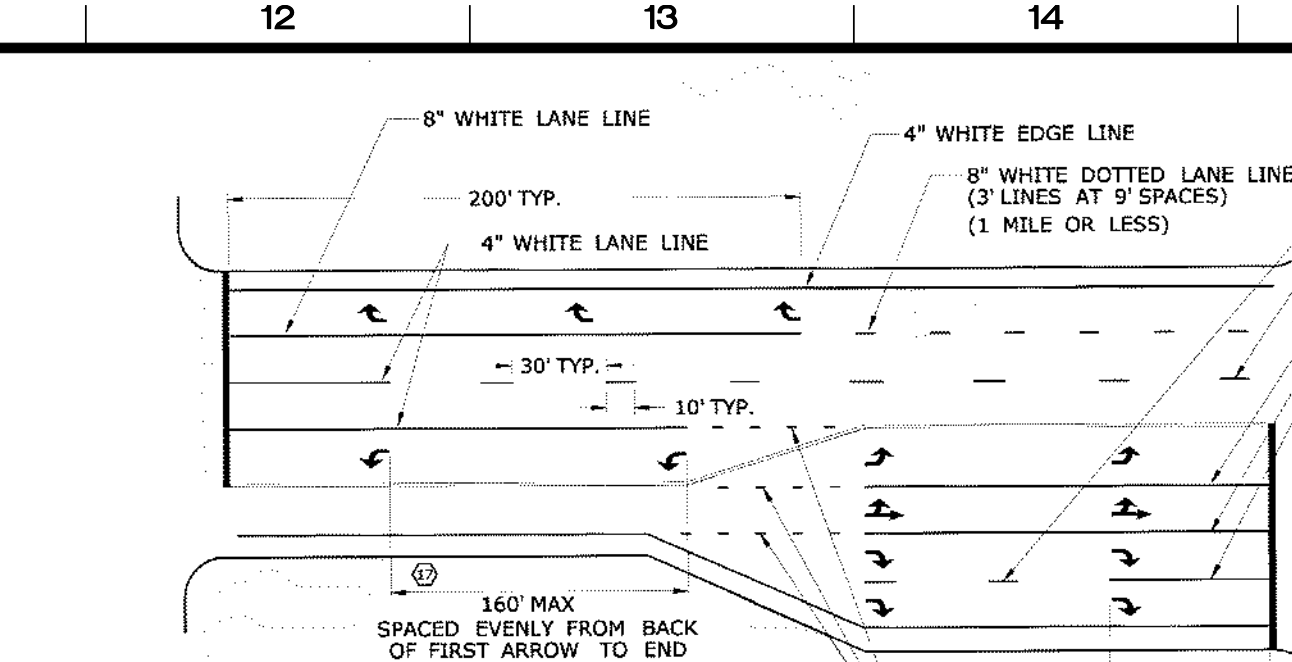 12 13 14
8" WHITE LANE LINE
4" WHITE EDGE LINE
8" WHITE DOTTED LANE LINE
(3' LINES AT 9' SPACES)
(1 MILE OR LESS)
200' TYP.
4" WHITE LANE LINE
30' TYP.
10' TYP.
17
160' MAX
SPACED EVENLY FROM BACK
OF FIRST ARROW TO END